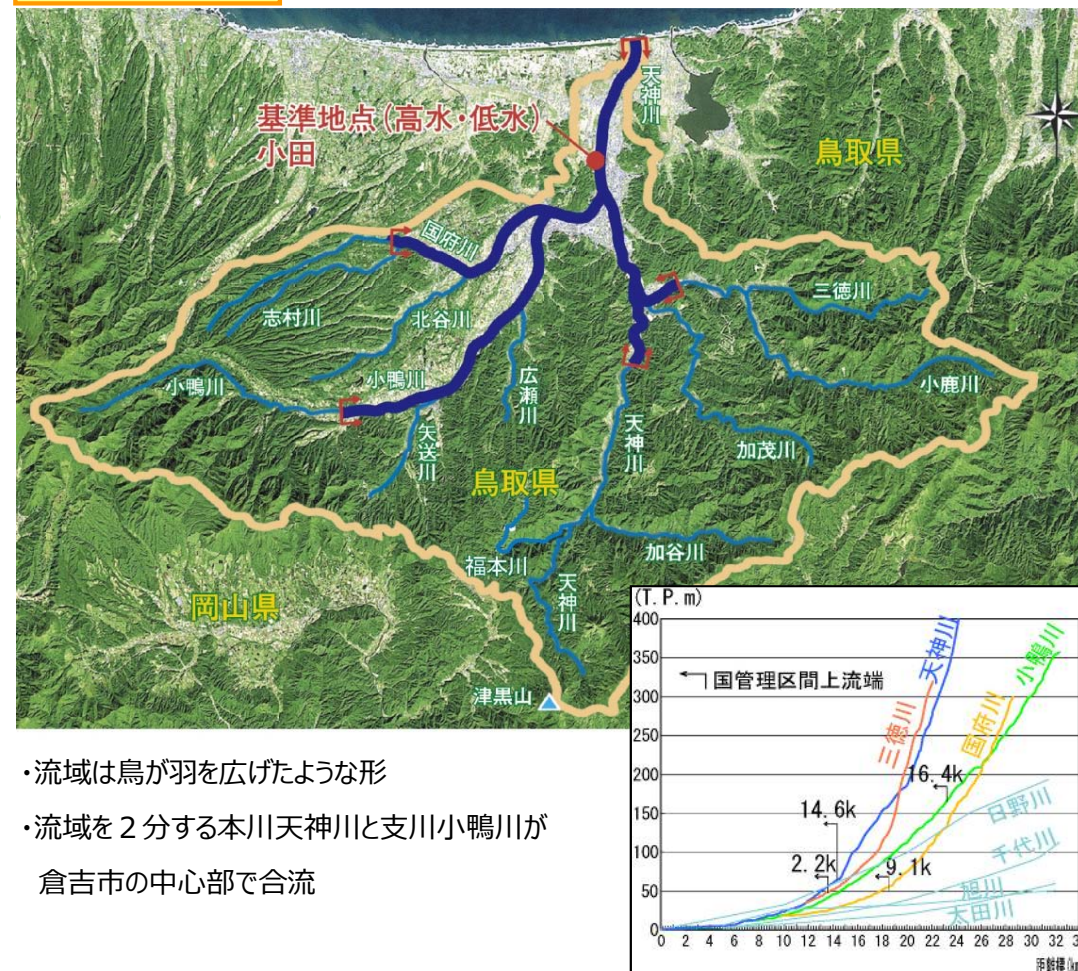 天神川
基準地点(高水・低水)
小田
鳥取県
国府川
三徳川
志村川
北谷川
小鴨川
小鴨川
広瀬川
小鹿川
矢送川
天神川
加茂川
鳥取県
加谷川
福本川
天神川
岡山県
津黒山
(T.P.m)
400
350
300
250
200
150
100
50
0
国管理区間上流端
天神川
小鴨川
三徳川
国府川
16.4k
14.6k
2.2k
9.1k
日野川
千代川
旭川
太田川
0 2 4 6 8 10 12 14 16 18 20 22 24 26 28 30 32
・流域は鳥が羽を広げたような形
・流域を２分する本川天神川と支川小鴨川が
倉吉市の中心部で合流